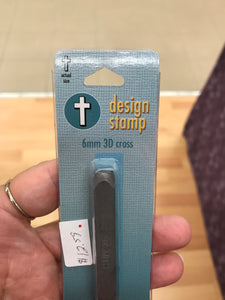 actual
size
design
stamp
6mm 3D cross